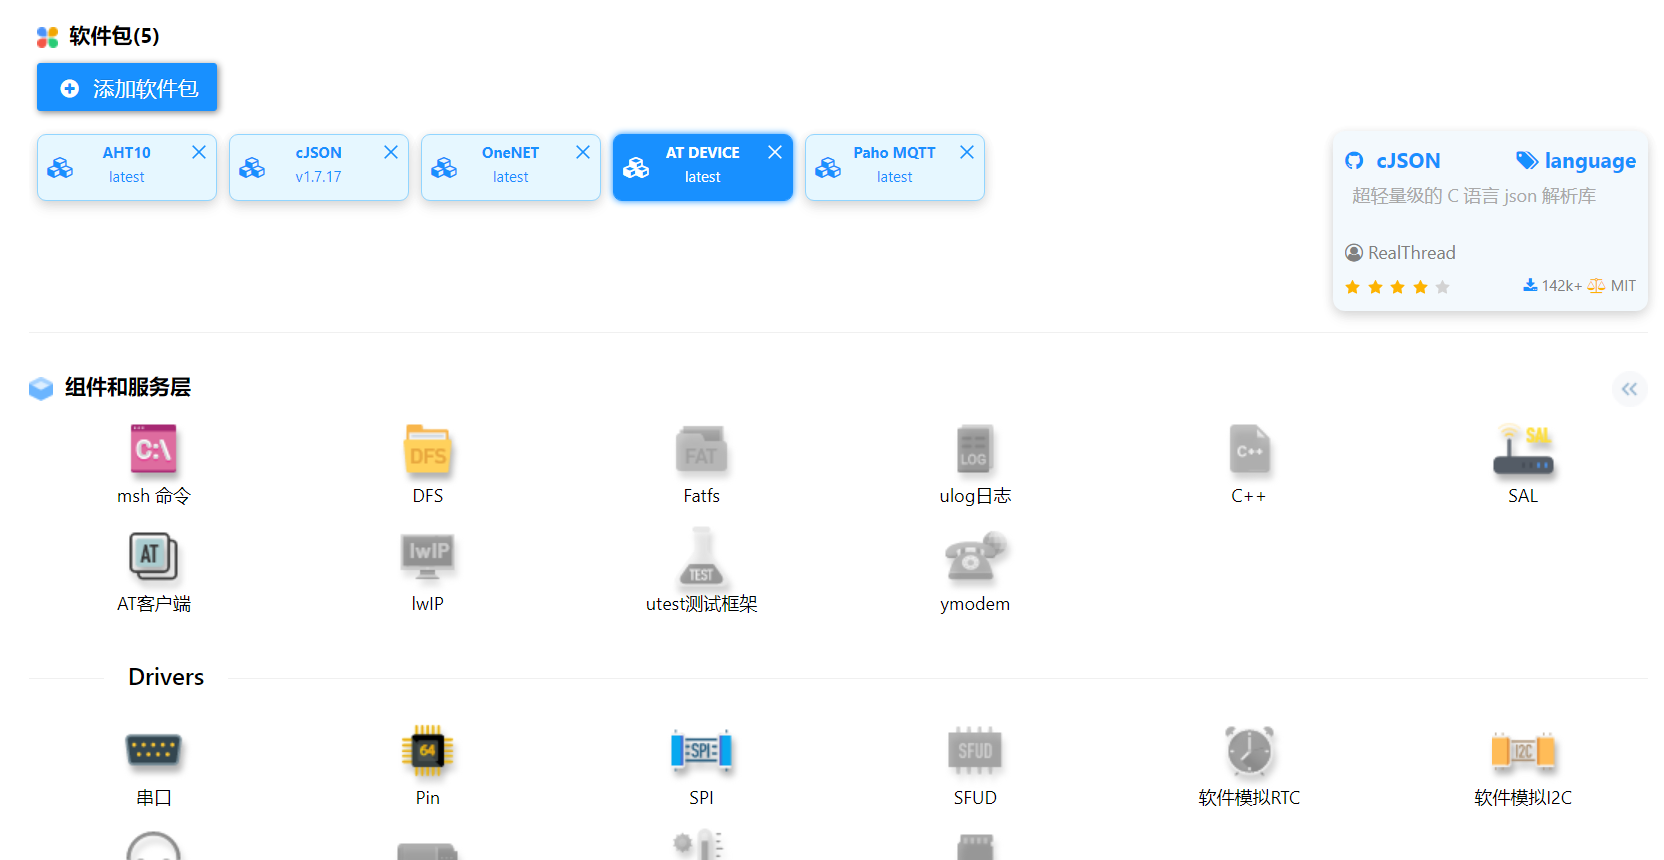 软件包(5)
添加软件包
AHT10
latest
cJSON
v1.7.17
OneNET
latest
AT DEVICE
latest
Paho MQTT
latest
cJSON
language
超轻量级的 C 语言 json 解析库
RealThread
142k+
MIT
组件和服务层
C:\
msh 命令
DFS
DFS
FAT
Fatfs
LOG
ulog日志
C++
C++
SAL
SAL
AT
AT客户端
lwIP
lwIP
TEST
utest测试框架
ymodem
Drivers
串口
64
Pin
SPI
SPI
SFUD
SFUD
软件模拟RTC
I2C
软件模拟I2C